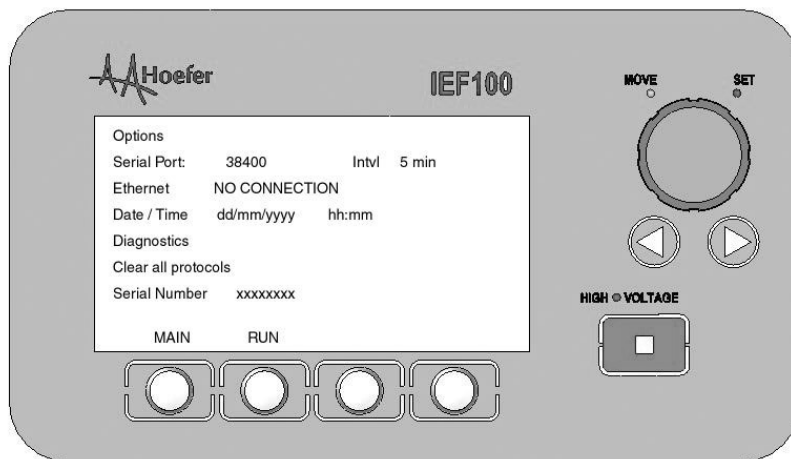 Hoefer
IEF100
MOVE SET
Options
Serial Port: 38400 Intvl 5 min
Ethernet NO CONNECTION
Date / Time dd/mm/yyyy hh:mm
Diagnostics
Clear all protocols
Serial Number xxxxxxxx
MAIN RUN
HIGH VOLTAGE